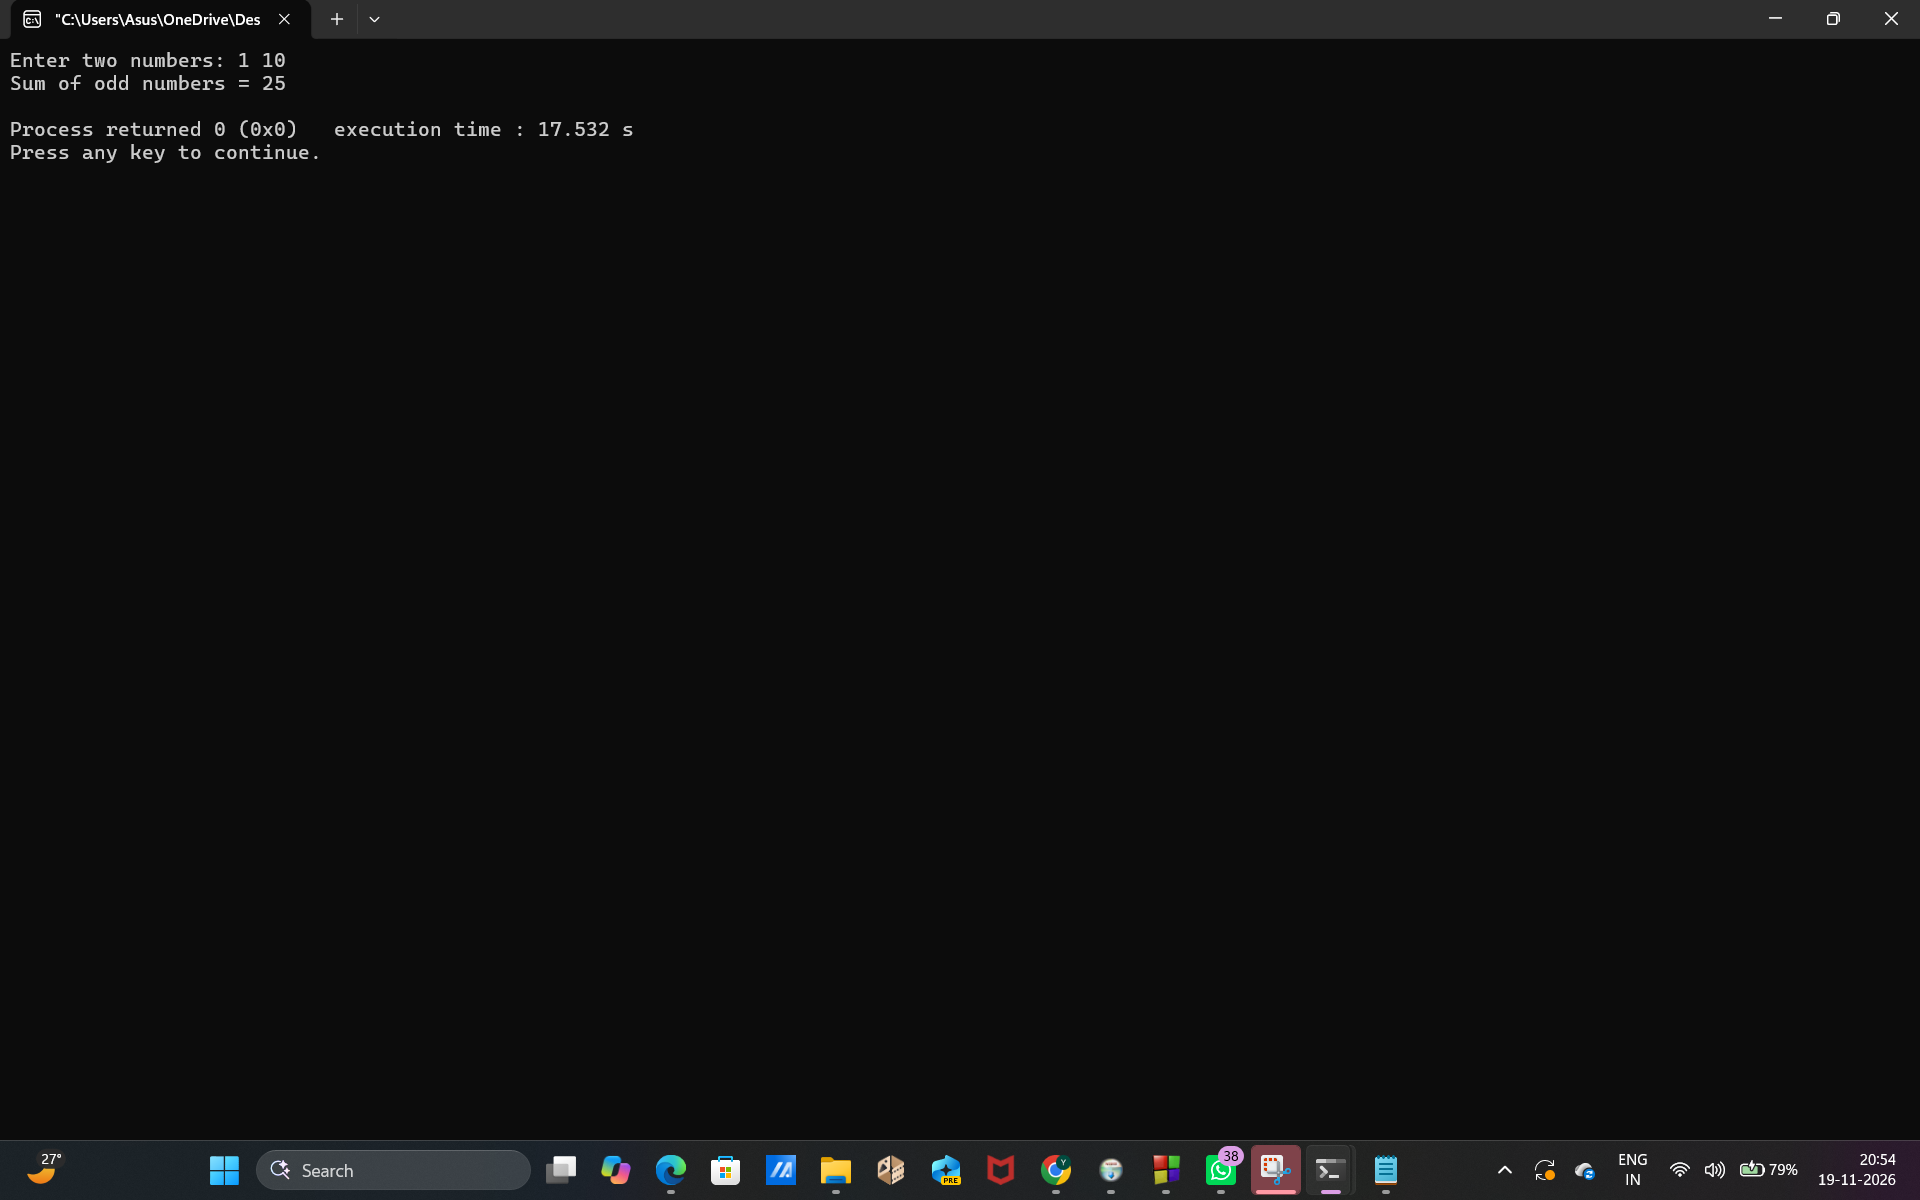 "C:\Users\Asus\OneDrive\Des
Enter two numbers: 1 10
Sum of odd numbers = 25
Process returned 0 (0x0)   execution time : 17.532 s
Press any key to continue.
27°
Search
PRE
Y
38
ENG
IN
79%
20:54
19-11-2026